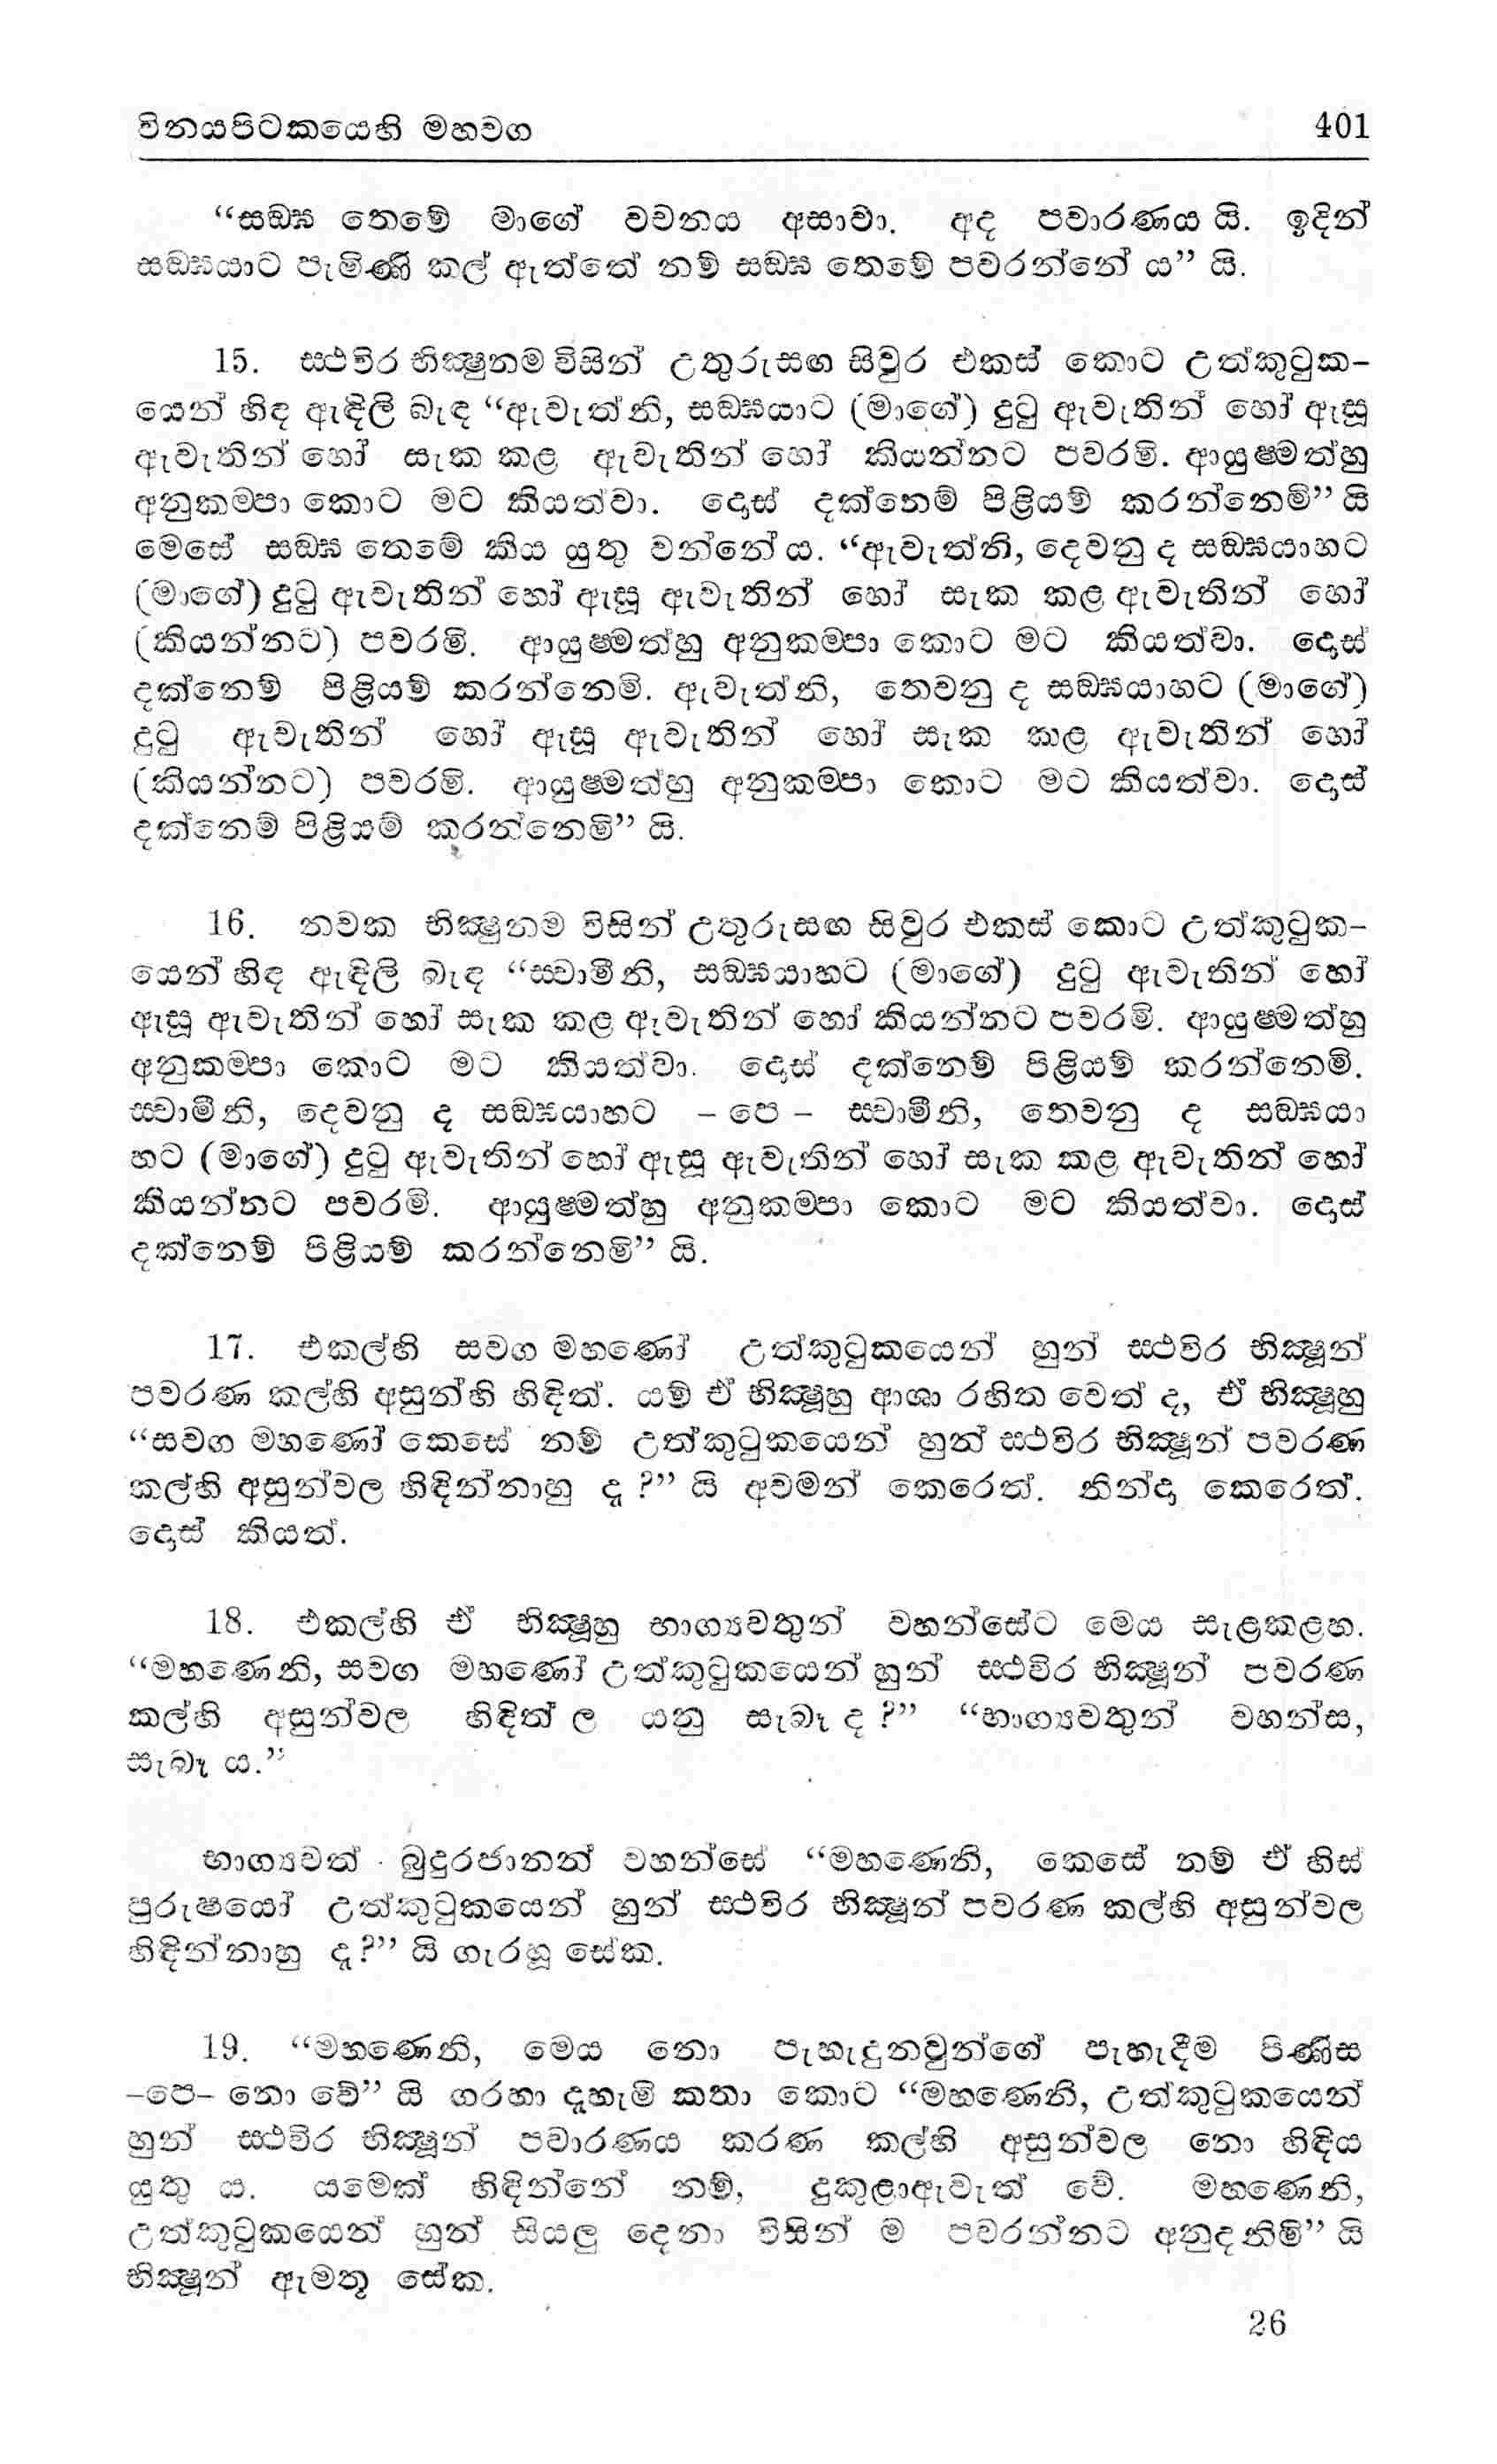 විනයපිටකයෙහි මහවග 401
“සඞ්ඝ තෙමේ මාගේ වචනය අසාවා. අද පවාරණය යි. ඉදින්
සඞ්ඝයාට පැමිණි කල් ඇත්තේ නම් සඞ්ඝ තෙමේ පවරන්නේ ය” යි.
15. ස්ථවිර භික්‍ෂුනම විසින් උතුරුසඟ සිවුර එකස් කොට උත්කුටුක-
යෙන් හිඳ ඇඳිලි බැඳ “ඇවැත්නි, සඞ්ඝයාට (මාගේ) දුටු ඇවැතින් හෝ ඇසූ
ඇවැතින් හෝ සැක කළ ඇවැතින් හෝ කියන්නට පවරමි. ආයුෂ්මත්හු
අනුකම්පා කොට මට කියත්වා. දොස් දක්නෙම් පිළියම් කරන්නෙමි” යි
මෙසේ සඞ්ඝ තෙමේ කිය යුතු වන්නේ ය. “ඇවැත්නි, දෙවනු ද සඞ්ඝයාහට
(මාගේ) දුටු ඇවැතින් හෝ ඇසූ ඇවැතින් හෝ සැක කළ ඇවැතින් හෝ
(කියන්නට) පවරමි. ආයුෂ්මත්හු අනුකම්පා කොට මට කියත්වා. දොස්
දක්නෙම් පිළියම් කරන්නෙමි. ඇවැත්නි, තෙවනු ද සඞ්ඝයාහට (මාගේ)
දුටු ඇවැතින් හෝ ඇසූ ඇවැතින් හෝ සැක කළ ඇවැතින් හෝ
(කියන්නට) පවරමි. ආයුෂ්මත්හු අනුකම්පා කොට මට කියත්වා. දොස්
දක්නෙම් පිළියම් කරන්නෙමි” යි.
16. නවක භික්‍ෂුනම විසින් උතුරුසඟ සිවුර එකස් කොට උත්කුටුක-
යෙන් හිඳ ඇඳිලි බැඳ “ස්වාමීනි, සඞ්ඝයාහට (මාගේ) දුටු ඇවැතින් හෝ
ඇසූ ඇවැතින් හෝ සැක කළ ඇවැතින් හෝ කියන්නට පවරමි. ආයුෂ්මත්හු
අනුකම්පා කොට මට කියත්වා. දොස් දක්නෙම් පිළියම් කරන්නෙමි.
ස්වාමීනි, දෙවනු ද සඞ්ඝයාහට – පෙ – ස්වාමීනි, තෙවනු ද සඞ්ඝයා
හට (මාගේ) දුටු ඇවැතින් හෝ ඇසූ ඇවැතින් හෝ සැක කළ ඇවැතින් හෝ
කියන්නට පවරමි. ආයුෂ්මත්හු අනුකම්පා කොට මට කියත්වා. දොස්
දක්නෙම් පිළියම් කරන්නෙමි” යි.
17. එකල්හි සවග මහණෝ උත්කුටුකයෙන් හුන් ස්ථවිර භික්‍ෂූන්
පවරණ කල්හි අසුන්හි හිඳිත්. යම් ඒ භික්‍ෂූහු ආශා රහිත වෙත් ද, ඒ භික්‍ෂූහු
“සවග මහණෝ කෙසේ නම් උත්කුටුකයෙන් හුන් ස්ථවිර භික්‍ෂූන් පවරණ
කල්හි අසුන්වල හිඳින්නාහු ද?” යි අවමන් කෙරෙත්. නින්දා කෙරෙත්.
දොස් කියත්.
18. එකල්හි ඒ භික්‍ෂූහු භාග්‍යවතුන් වහන්සේට මෙය සැළකළහ.
“මහණෙනි, සවග මහණෝ උත්කුටුකයෙන් හුන් ස්ථවිර භික්‍ෂූන් පවරණ
කල්හි අසුන්වල හිඳිත් ල යනු සැබෑ ද?” “භාග්‍යවතුන් වහන්ස,
සැබෑ ය.”
භාග්‍යවත් බුදුරජානන් වහන්සේ “මහණෙනි, කෙසේ නම් ඒ හිස්
පුරුෂයෝ උත්කුටුකයෙන් හුන් ස්ථවිර භික්‍ෂූන් පවරණ කල්හි අසුන්වල
හිඳින්නාහු ද?” යි ගැරහූ සේක.
19. “මහණෙනි, මෙය නො පැහැදුනවුන්ගේ පැහැදීම පිණිස
–පෙ– නො වේ” යි ගරහා දැහැමි කතා කොට “මහණෙනි, උත්කුටුකයෙන්
හුන් ස්ථවිර භික්‍ෂූන් පවාරණය කරණ කල්හි අසුන්වල නො හිඳිය
යුතු ය. යමෙක් හිඳින්නේ නම්, දුකුළාඇවැත් වේ. මහණෙනි,
උත්කුටුකයෙන් හුන් සියලු දෙනා විසින් ම පවරන්නට අනුදනිමි” යි
භික්‍ෂූන් ඇමතූ සේක.
26